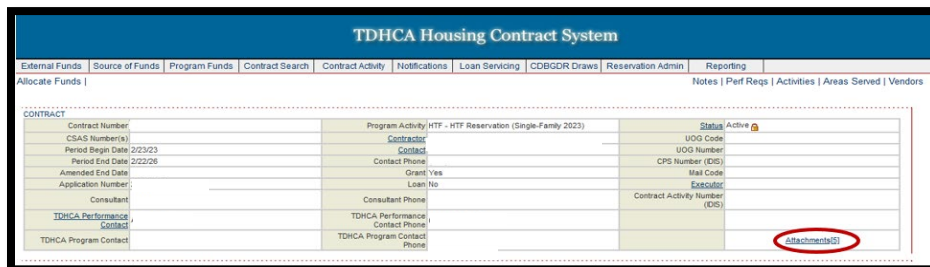 TDHCA Housing Contract System
External Funds | Source of Funds | Program Funds | Contract Search | Contract Activity | Notifications | Loan Servicing | CDBGDR Draws | Reservation Admin | Reporting
Allocate Funds | Notes | Perf Reqs | Activities | Areas Served | Vendors
CONTRACT
Contract Number Program Activity HTF - HTF Reservation (Single-Family 2023) Status Active
CSAS Number(s) Contractor UOG Code
Period Begin Date 2/23/23 Contact UOG Number
Period End Date 2/22/26 Contact Phone CPS Number (IDIS)
Amended End Date Grant Yes Mail Code
Application Number Loan No Executor
Consultant Consultant Phone Contract Activity Number (IDIS)
TDHCA Performance Contact TDHCA Performance Contact Phone
TDHCA Program Contact TDHCA Program Contact Phone Attachments[5]